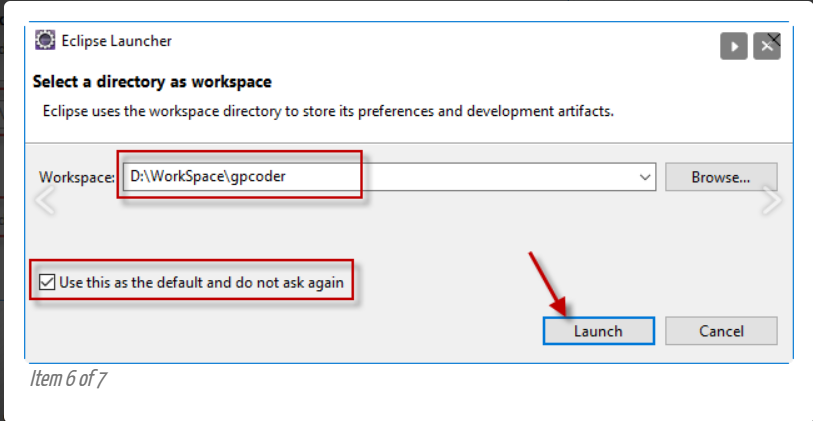 Eclipse Launcher
Select a directory as workspace
Eclipse uses the workspace directory to store its preferences and development artifacts.
Workspace: D:\WorkSpace\gpcoder Browse...
Use this as the default and do not ask again
Launch Cancel
Item 6 of 7